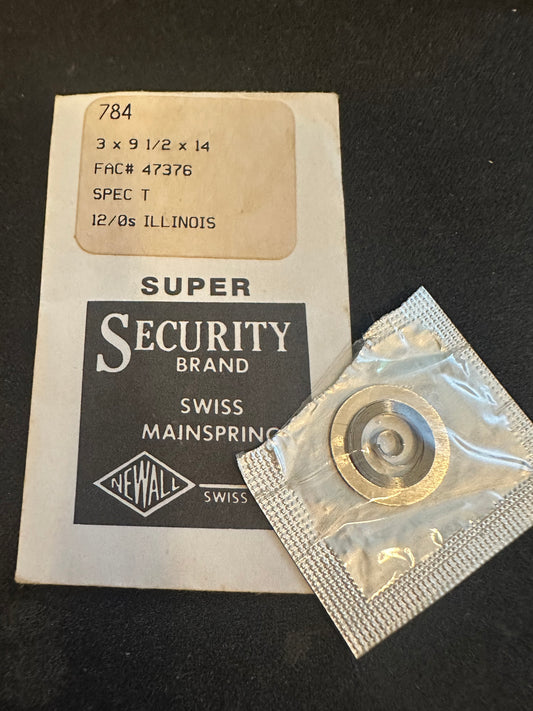 784
3 x 9 1/2 x 14
FAC# 47376
SPEC T
12/0s ILLINOIS
SUPER
SECURITY
BRAND
SWISS
MAINSPRING
NEWALL
SWISS